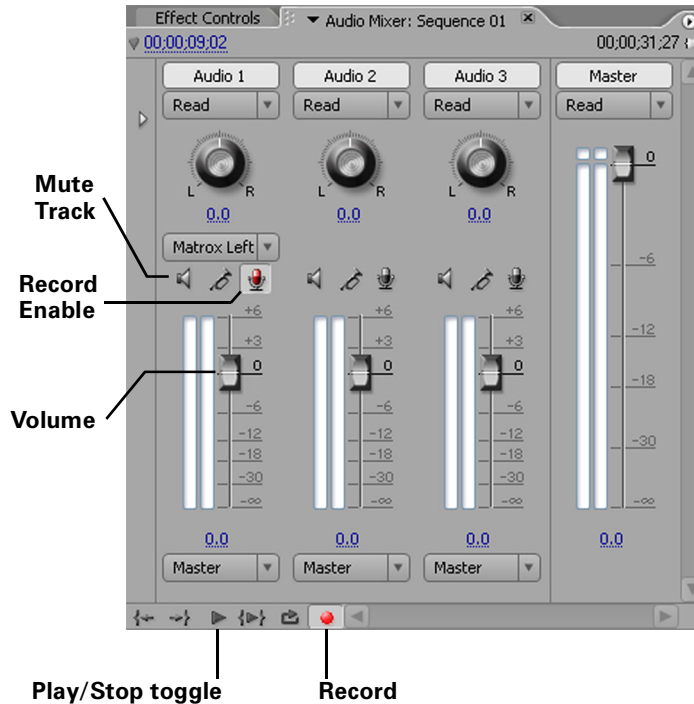 Effect Controls
Audio Mixer: Sequence 01
00;00;09;02
00;00;31;27
Audio 1
Audio 2
Audio 3
Master
Read
Read
Read
Read
L R
L R
L R
0.0
0.0
0.0
Matrox Left
Mute
Track
Record
Enable
Volume
+6
+3
0
-6
-12
-18
-30
-∞
+6
+3
0
-6
-12
-18
-30
-∞
+6
+3
0
-6
-12
-18
-30
-∞
0
-6
-12
-18
-30
-∞
0.0
0.0
0.0
0.0
Master
Master
Master
Play/Stop toggle
Record